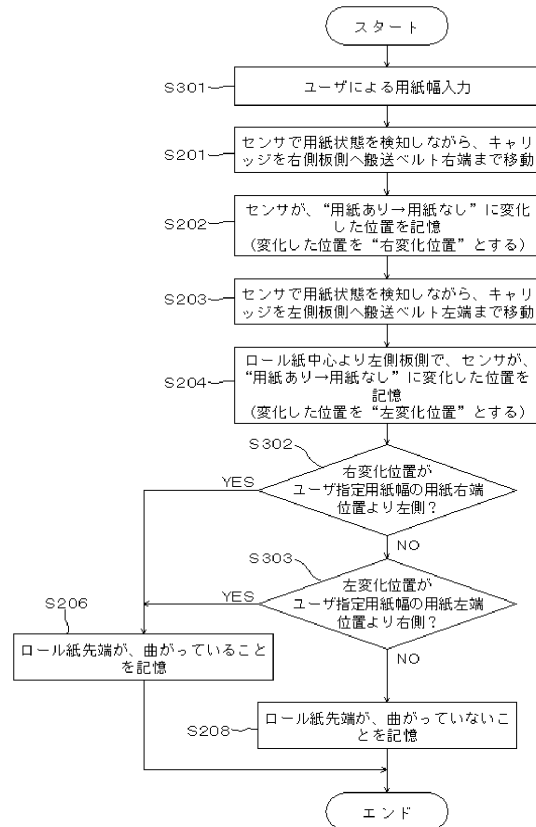 スタート
S301
ユーザによる用紙幅入力
S201
センサで用紙状態を検知しながら、キャリ
ッジを右側板側へ搬送ベルト右端まで移動
S202
センサが、“用紙あり→用紙なし”に変化
した位置を記憶
(変化した位置を“右変化位置”とする)
S203
センサで用紙状態を検知しながら、キャリ
ッジを左側板側へ搬送ベルト左端まで移動
S204
ロール紙中心より左側板側で、センサが、
“用紙あり→用紙なし”に変化した位置を
記憶
(変化した位置を“左変化位置”とする)
S302
右変化位置が
ユーザ指定用紙幅の用紙右端
位置より左側?
YES
NO
S303
左変化位置が
ユーザ指定用紙幅の用紙左端
位置より右側?
YES
NO
S206
ロール紙先端が、曲がっていること
を記憶
S208
ロール紙先端が、曲がっていないこ
とを記憶
エンド